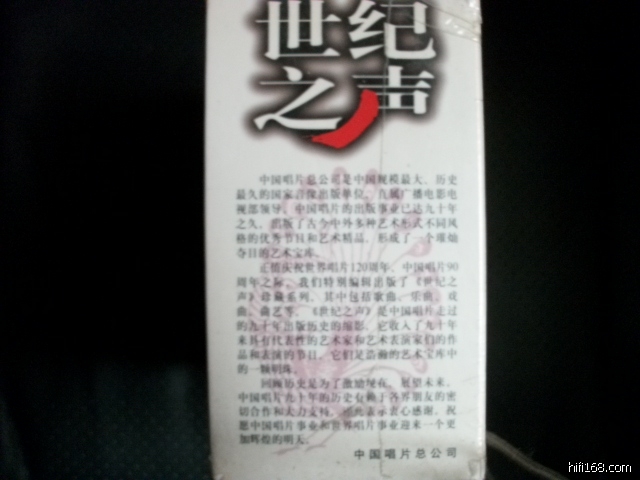 世纪
之声
中国唱片总公司是中国规模最大、历史
最久的国家音像出版单位，直属广播电影电
视部领导。中国唱片的出版事业已达九十年
之久，出版了古今中外多种艺术形式不同风
格的优秀节目和艺术精品，形成了一个璀灿
夺目的艺术宝库。
正值庆祝世界唱片120周年、中国唱片90
周年之际，我们特别编辑出版了《世纪之
声》珍藏系列，其中包括歌曲、乐曲、戏
曲、曲艺等。《世纪之声》是中国唱片走过
的九十年出版历史的缩影，它收入了九十年
来具有代表性的艺术家和艺术表演家们的作
品和表演的节目，它们是浩瀚的艺术宝库中
的一颗明珠。
回顾历史是为了激励现在、展望未来。
中国唱片九十年的历史有赖于各界朋友的密
切合作和大力支持，在此表示衷心感谢。祝
愿中国唱片事业和世界唱片事业迎来一个更
加辉煌的明天。
中国唱片总公司
hifi168.com